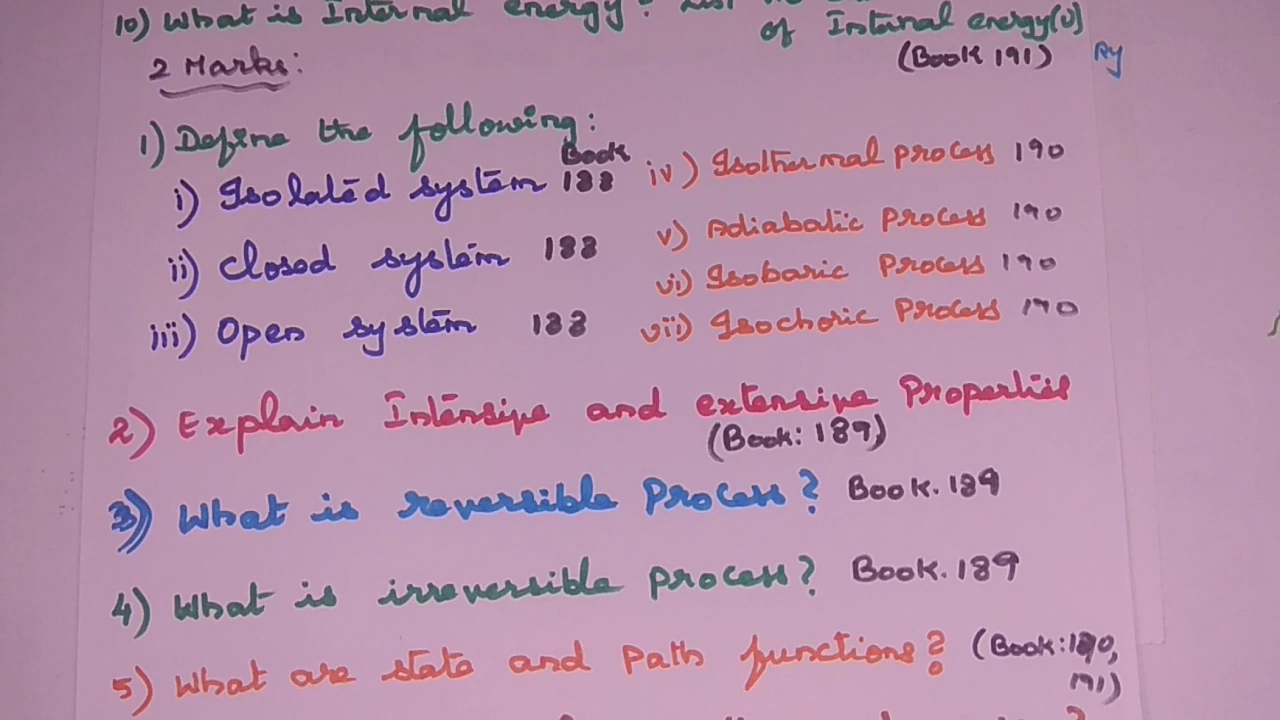 10) What is Internal energy? List the
of Internal energy(U)
(Book 191) Ry
2 Marks:
1) Define the following:
Book
i) Isolated system 188
ii) Closed system 188
iii) Open system 188
iv) Isothermal process 190
v) Adiabatic process 190
vi) Isobaric Process 190
vii) Isochoric Process 190
2) Explain Intensive and extensive Properties
(Book: 189)
3) What is reversible Process? Book. 189
4) What is irreversible process? Book. 189
5) What are state and path functions? (Book:190,
191)